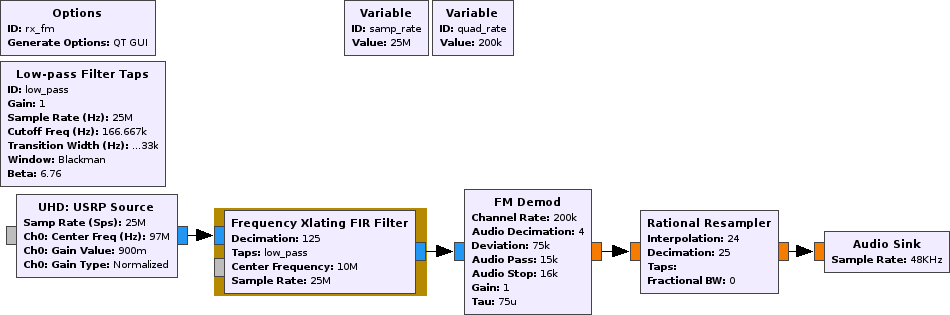 Options
ID: rx_fm
Generate Options: QT GUI
Variable
ID: samp_rate
Value: 25M
Variable
ID: quad_rate
Value: 200k
Low-pass Filter Taps
ID: low_pass
Gain: 1
Sample Rate (Hz): 25M
Cutoff Freq (Hz): 166.667k
Transition Width (Hz): ...33k
Window: Blackman
Beta: 6.76
UHD: USRP Source
Samp Rate (Sps): 25M
Ch0: Center Freq (Hz): 97M
Ch0: Gain Value: 900m
Ch0: Gain Type: Normalized
Frequency Xlating FIR Filter
Decimation: 125
Taps: low_pass
Center Frequency: 10M
Sample Rate: 25M
FM Demod
Channel Rate: 200k
Audio Decimation: 4
Deviation: 75k
Audio Pass: 15k
Audio Stop: 16k
Gain: 1
Tau: 75u
Rational Resampler
Interpolation: 24
Decimation: 25
Taps:
Fractional BW: 0
Audio Sink
Sample Rate: 48KHz